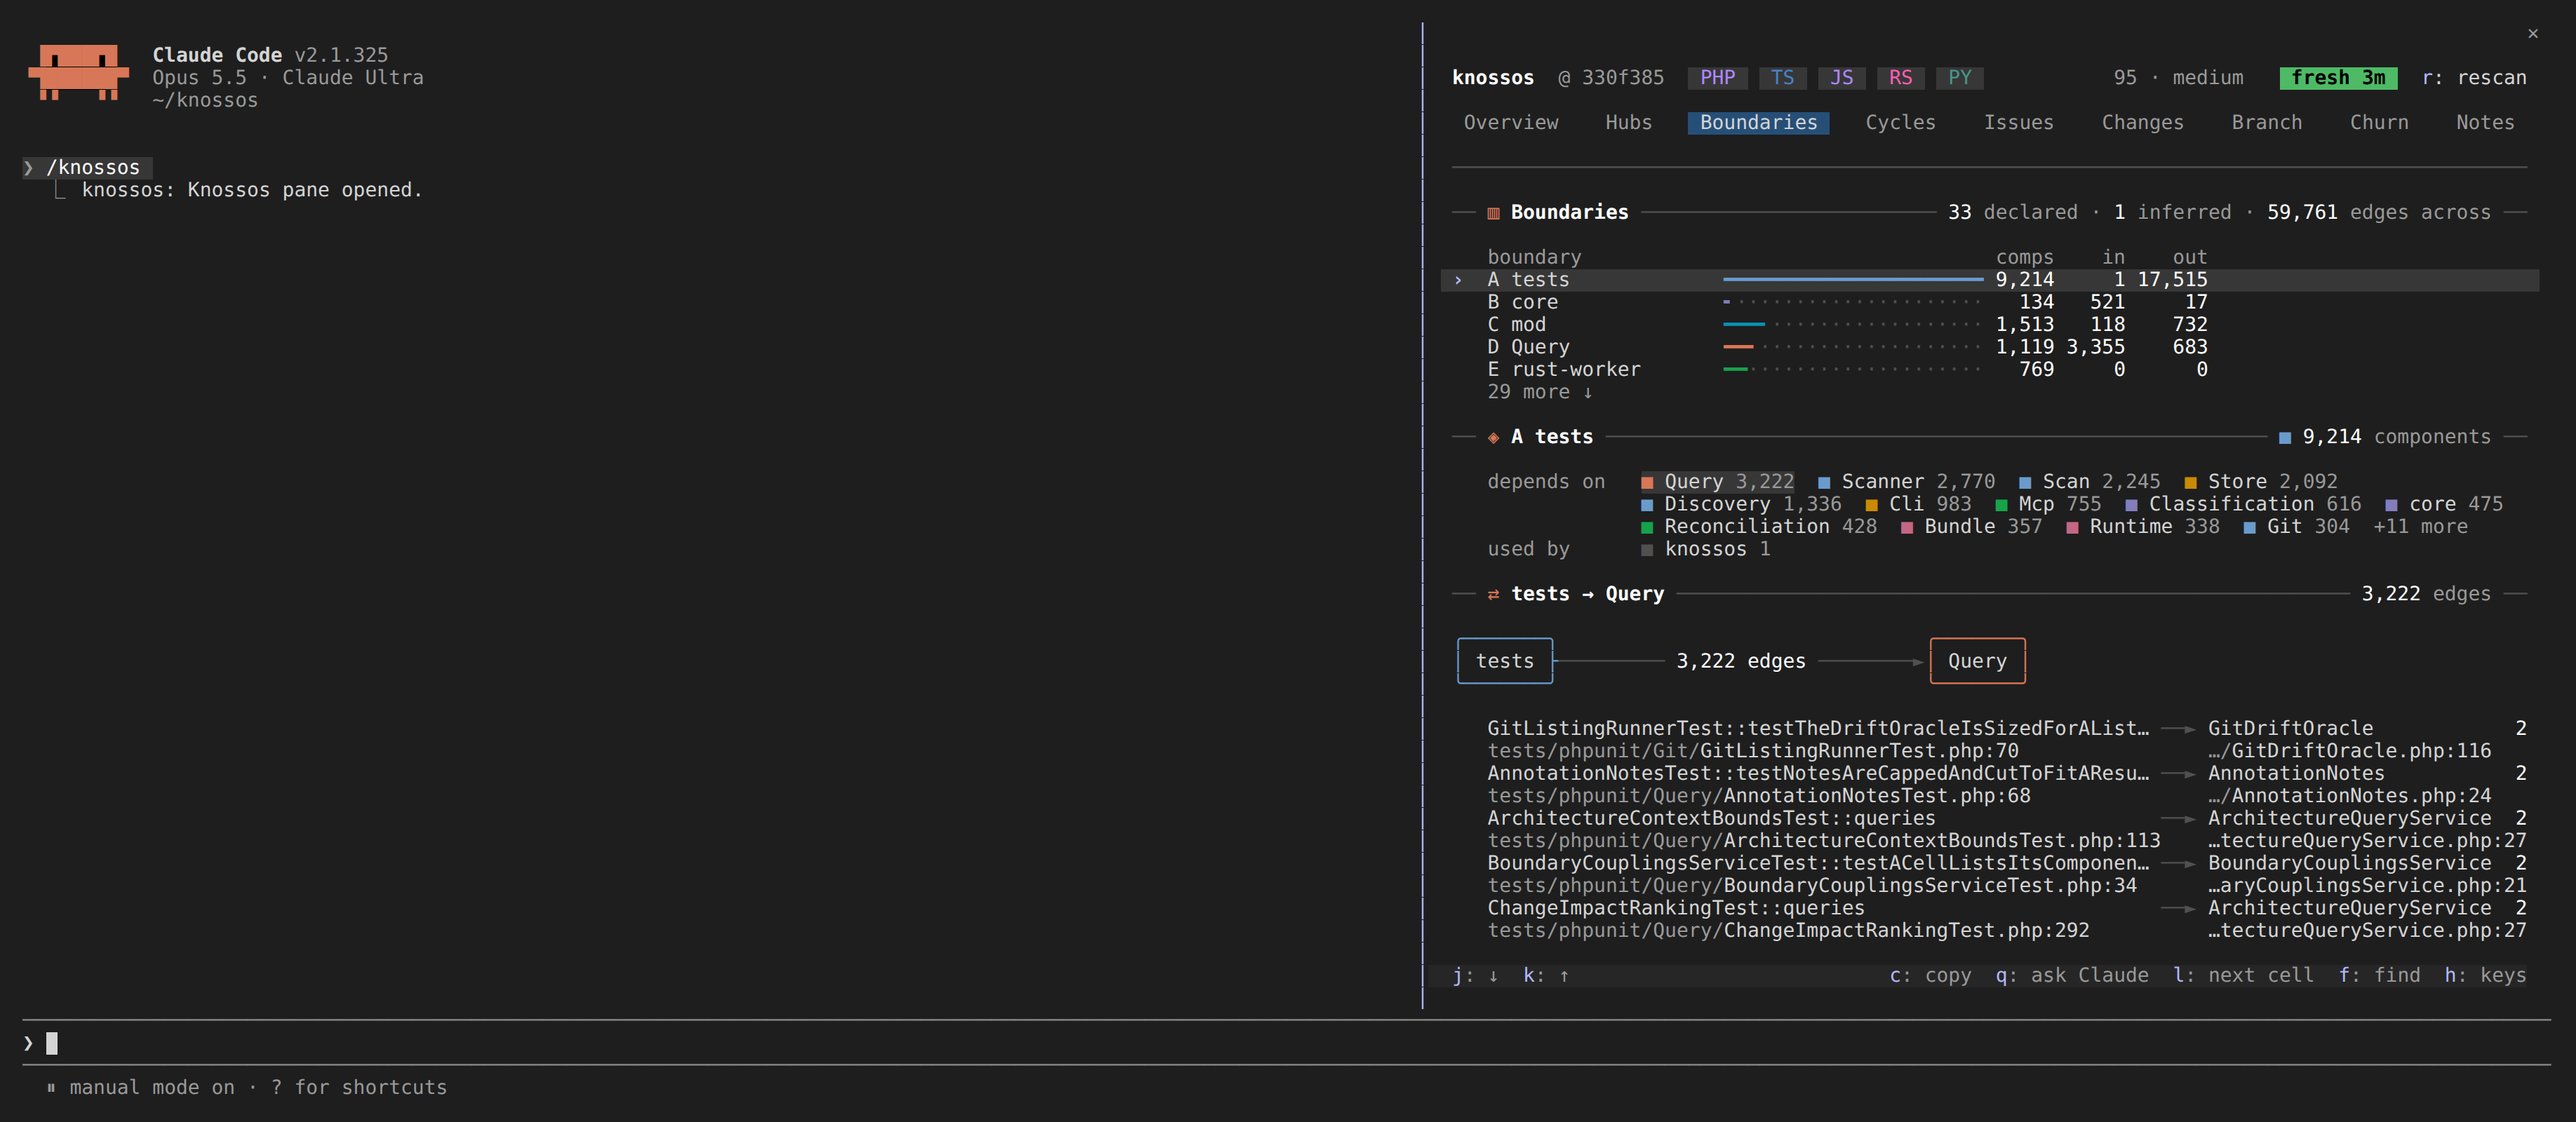 Claude Code v2.1.325
Opus 5.5 · Claude Ultra
~/knossos
❯ /knossos
⎿ knossos: Knossos pane opened.
×
knossos @ 330f385 PHP TS JS RS PY 95 · medium fresh 3m r: rescan
Overview Hubs Boundaries Cycles Issues Changes Branch Churn Notes
▥ Boundaries 33 declared · 1 inferred · 59,761 edges across
boundary comps in out
› A tests 9,214 1 17,515
B core 134 521 17
C mod 1,513 118 732
D Query 1,119 3,355 683
E rust-worker 769 0 0
29 more ↓
◈ A tests ■ 9,214 components
depends on ■ Query 3,222 ■ Scanner 2,770 ■ Scan 2,245 ■ Store 2,092
■ Discovery 1,336 ■ Cli 983 ■ Mcp 755 ■ Classification 616 ■ core 475
■ Reconciliation 428 ■ Bundle 357 ■ Runtime 338 ■ Git 304 +11 more
used by ■ knossos 1
⇄ tests → Query 3,222 edges
tests 3,222 edges ► Query
GitListingRunnerTest::testTheDriftOracleIsSizedForAList… ──► GitDriftOracle 2
tests/phpunit/Git/GitListingRunnerTest.php:70 …/GitDriftOracle.php:116
AnnotationNotesTest::testNotesAreCappedAndCutToFitAResu… ──► AnnotationNotes 2
tests/phpunit/Query/AnnotationNotesTest.php:68 …/AnnotationNotes.php:24
ArchitectureContextBoundsTest::queries ──► ArchitectureQueryService 2
tests/phpunit/Query/ArchitectureContextBoundsTest.php:113 …tectureQueryService.php:27
BoundaryCouplingsServiceTest::testACellListsItsComponen… ──► BoundaryCouplingsService 2
tests/phpunit/Query/BoundaryCouplingsServiceTest.php:34 …aryCouplingsService.php:21
ChangeImpactRankingTest::queries ──► ArchitectureQueryService 2
tests/phpunit/Query/ChangeImpactRankingTest.php:292 …tectureQueryService.php:27
j: ↓ k: ↑ c: copy q: ask Claude l: next cell f: find h: keys
❯
⏸ manual mode on · ? for shortcuts